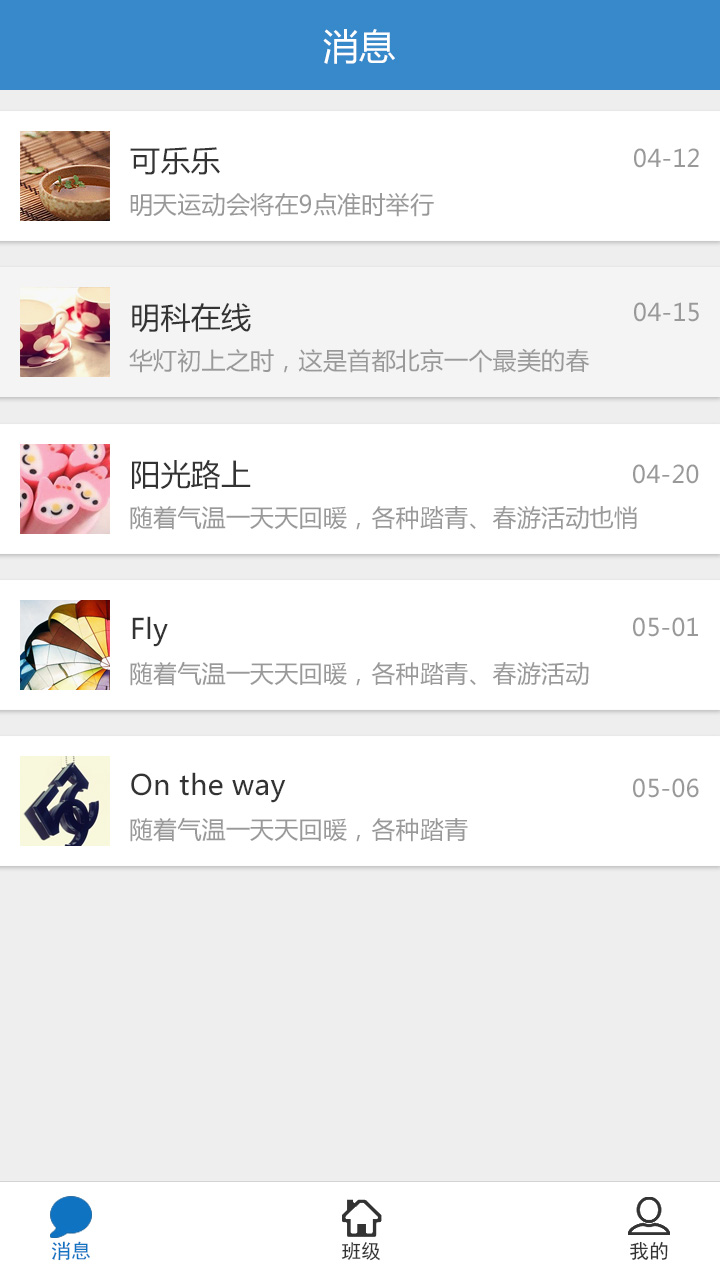 消息
可乐乐
04-12
明天运动会将在9点准时举行
明科在线
04-15
华灯初上之时，这是首都北京一个最美的春
阳光路上
04-20
随着气温一天天回暖，各种踏青、春游活动也悄
Fly
05-01
随着气温一天天回暖，各种踏青、春游活动
On the way
05-06
随着气温一天天回暖，各种踏青
消息
班级
我的